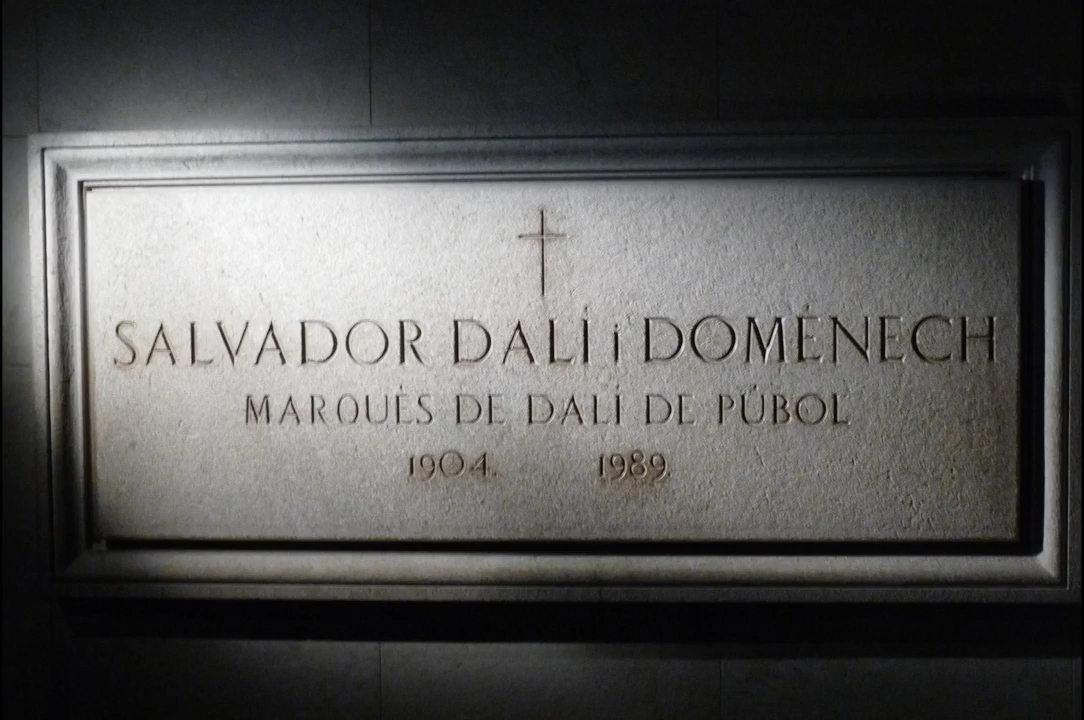 SALVADOR DALÍ i DOMÈNECH
MARQUÈS DE DALÍ DE PÚBOL
1904. 1989.